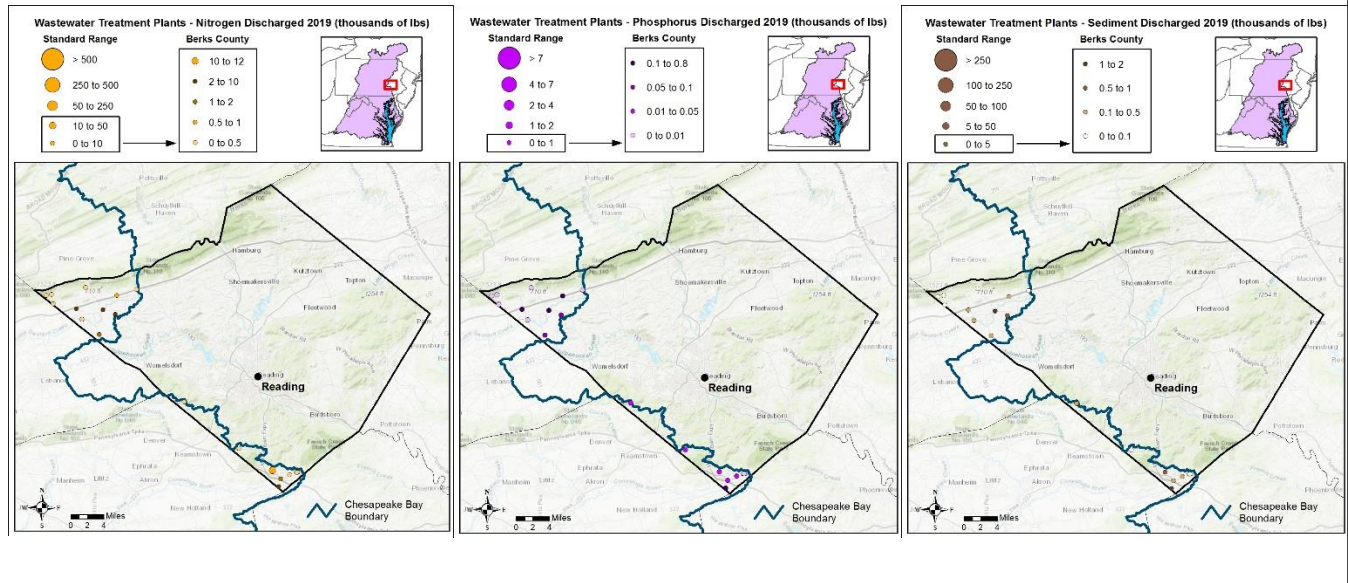 Wastewater Treatment Plants - Nitrogen Discharged 2019 (thousands of lbs)
Standard Range
> 500
250 to 500
50 to 250
10 to 50
0 to 10
Berks County
10 to 12
2 to 10
1 to 2
0.5 to 1
0 to 0.5
Pottsville
Schuylkill
Haven
Pine Grove
Hamburg
Kutztown
Topton
Macungie
Shoemakersville
Fleetwood
Womelsdorf
Reading
Birdsboro
Pottstown
Denver
Reamstown
Ephrata
Akron
Lititz
Manheim
New Holland
N
S
0 2 4 Miles
Chesapeake Bay
Boundary
Wastewater Treatment Plants - Phosphorus Discharged 2019 (thousands of lbs)
Standard Range
> 7
4 to 7
2 to 4
1 to 2
0 to 1
Berks County
0.1 to 0.8
0.05 to 0.1
0.01 to 0.05
0 to 0.01
Pottsville
Schuylkill
Haven
Pine Grove
Hamburg
Kutztown
Topton
Macungie
Shoemakersville
Fleetwood
Womelsdorf
Reading
Birdsboro
Pottstown
Denver
Reamstown
Ephrata
Akron
Lititz
Manheim
New Holland
N
S
0 2 4 Miles
Chesapeake Bay
Boundary
Wastewater Treatment Plants - Sediment Discharged 2019 (thousands of lbs)
Standard Range
> 250
100 to 250
50 to 100
5 to 50
0 to 5
Berks County
1 to 2
0.5 to 1
0.1 to 0.5
0 to 0.1
Pottsville
Schuylkill
Haven
Pine Grove
Hamburg
Kutztown
Topton
Macungie
Shoemakersville
Fleetwood
Womelsdorf
Reading
Birdsboro
Pottstown
Denver
Reamstown
Ephrata
Akron
Lititz
Manheim
New Holland
N
S
0 2 4 Miles
Chesapeake Bay
Boundary